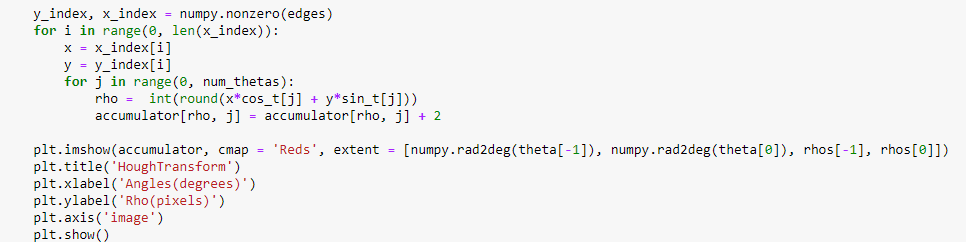 y_index, x_index = numpy.nonzero(edges)
for i in range(0, len(x_index)):
    x = x_index[i]
    y = y_index[i]
    for j in range(0, num_thetas):
        rho =  int(round(x*cos_t[j] + y*sin_t[j]))
        accumulator[rho, j] = accumulator[rho, j] + 2
plt.imshow(accumulator, cmap = 'Reds', extent = [numpy.rad2deg(theta[-1]), numpy.rad2deg(theta[0]), rhos[-1], rhos[0]])
plt.title('HoughTransform')
plt.xlabel('Angles(degrees)')
plt.ylabel('Rho(pixels)')
plt.axis('image')
plt.show()